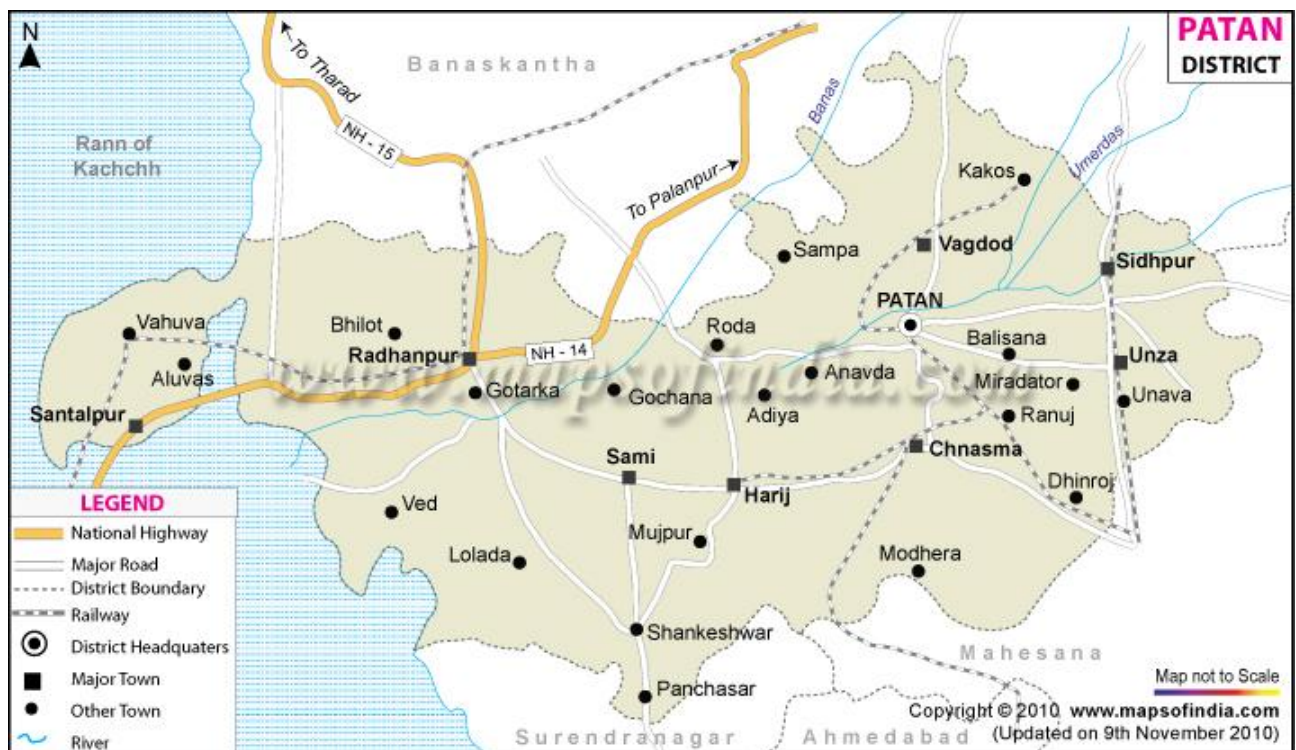 N
PATAN
DISTRICT
To Tharad
Banaskantha
NH - 15
Rann of
Kachchh
Banas
Umerdas
To Palanpur
Kakos
Vagdod
Sampa
Sidhpur
PATAN
Vahuva
Bhilot
Radhanpur
NH - 14
Roda
Balisana
Unza
Aluvas
www.mapsofindia.com
Gotarka
Gochana
Anavda
Adiya
Miradator
Unava
Ranuj
Santalpur
Sami
Chnasma
Harij
Dhinroj
Ved
Mujpur
Lolada
Modhera
Shankeshwar
Panchasar
Mahesana
Surendranagar
Ahmedabad
LEGEND
National Highway
Major Road
District Boundary
Railway
District Headquaters
Major Town
Other Town
River
Map not to Scale
Copyright © 2010 www.mapsofindia.com
(Updated on 9th November 2010)